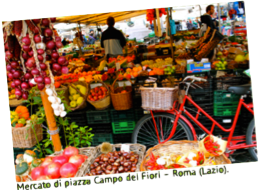 Mercato di piazza Campo dei Fiori - Roma (Lazio).